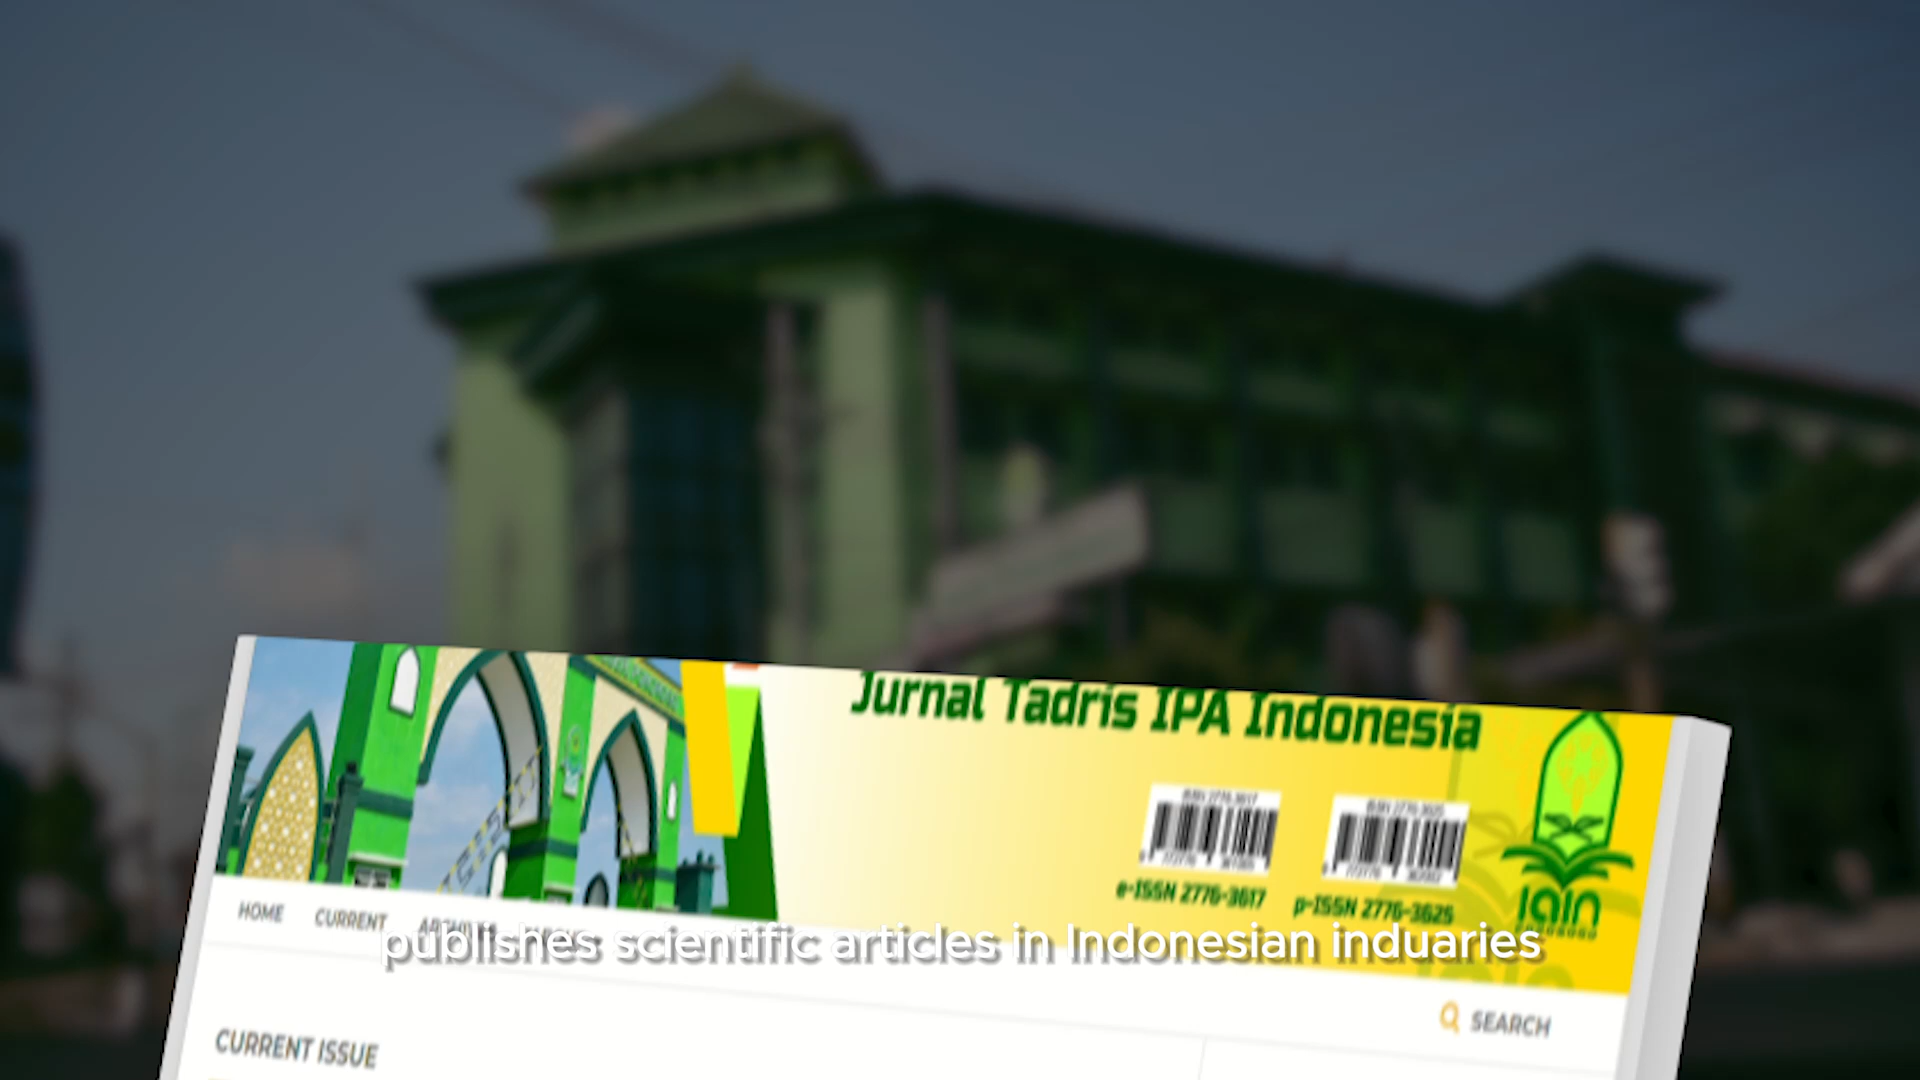 Jurnal Tadris IPA Indonesia
e-ISSN 2776-3617
p-ISSN 2776-3625
iain
HOME
CURRENT
publishes scientific articles in Indonesian induaries
SEARCH
CURRENT ISSUE